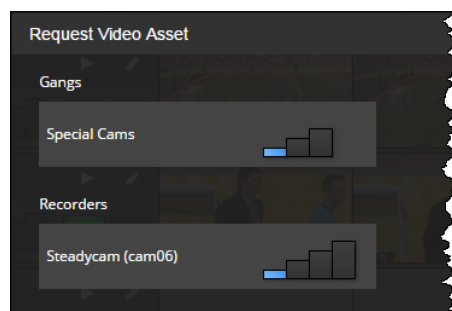 Request Video Asset
Gangs
Special Cams
Recorders
Steadycam (cam06)